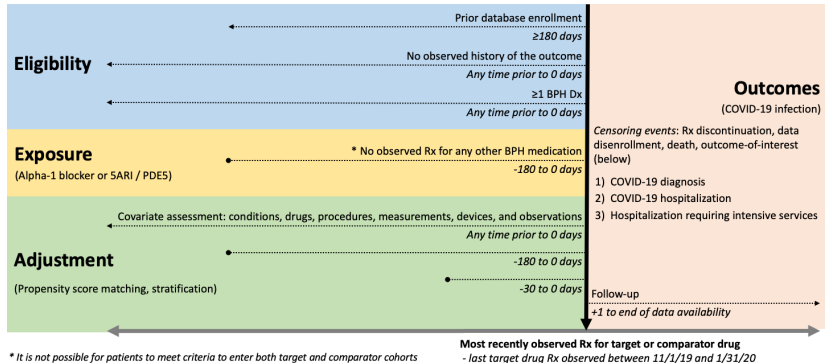 Prior database enrollment
≥180 days
Eligibility
No observed history of the outcome
Any time prior to 0 days
≥1 BPH Dx
Any time prior to 0 days
Exposure
(Alpha-1 blocker or 5ARI / PDE5)
* No observed Rx for any other BPH medication
-180 to 0 days
Covariate assessment: conditions, drugs, procedures, measurements, devices, and observations
Any time prior to 0 days
Adjustment
(Propensity score matching, stratification)
-180 to 0 days
-30 to 0 days
Outcomes
(COVID-19 infection)
Censoring events: Rx discontinuation, data
disenrollment, death, outcome-of-interest
(below)
1) COVID-19 diagnosis
2) COVID-19 hospitalization
3) Hospitalization requiring intensive services
Follow-up
+1 to end of data availability
Most recently observed Rx for target or comparator drug
- last target drug Rx observed between 11/1/19 and 1/31/20
* It is not possible for patients to meet criteria to enter both target and comparator cohorts